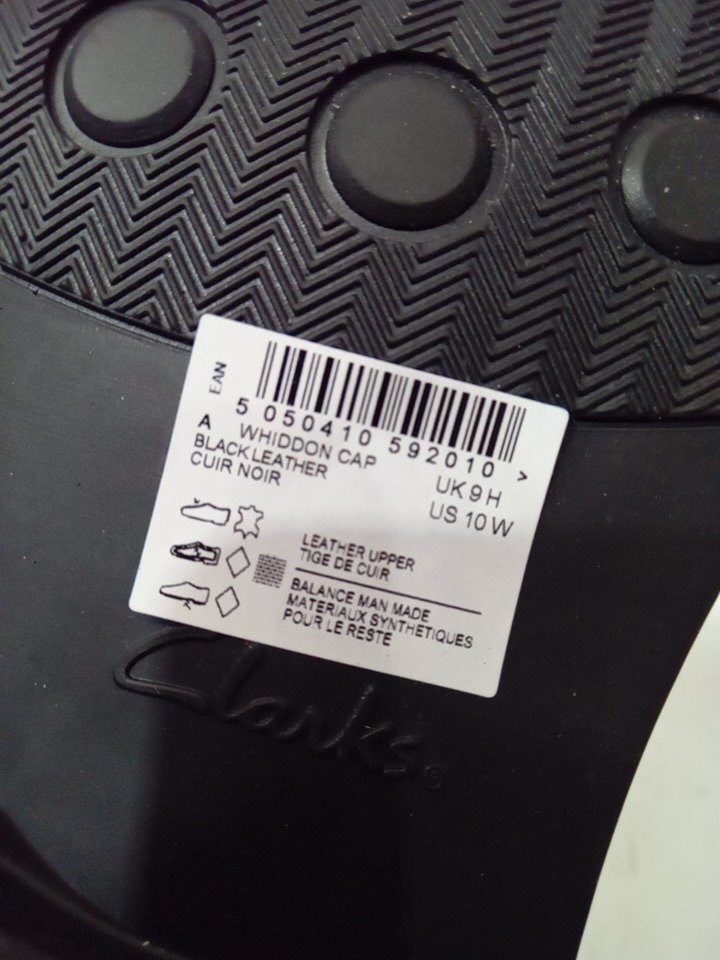 EAN
5 050410 592010 >
A WHIDDON CAP
BLACK LEATHER
CUIR NOIR
UK 9 H
US 10 W
LEATHER UPPER
TIGE DE CUIR
BALANCE MAN MADE
MATERIAUX SYNTHETIQUES
POUR LE RESTE
Clarks®